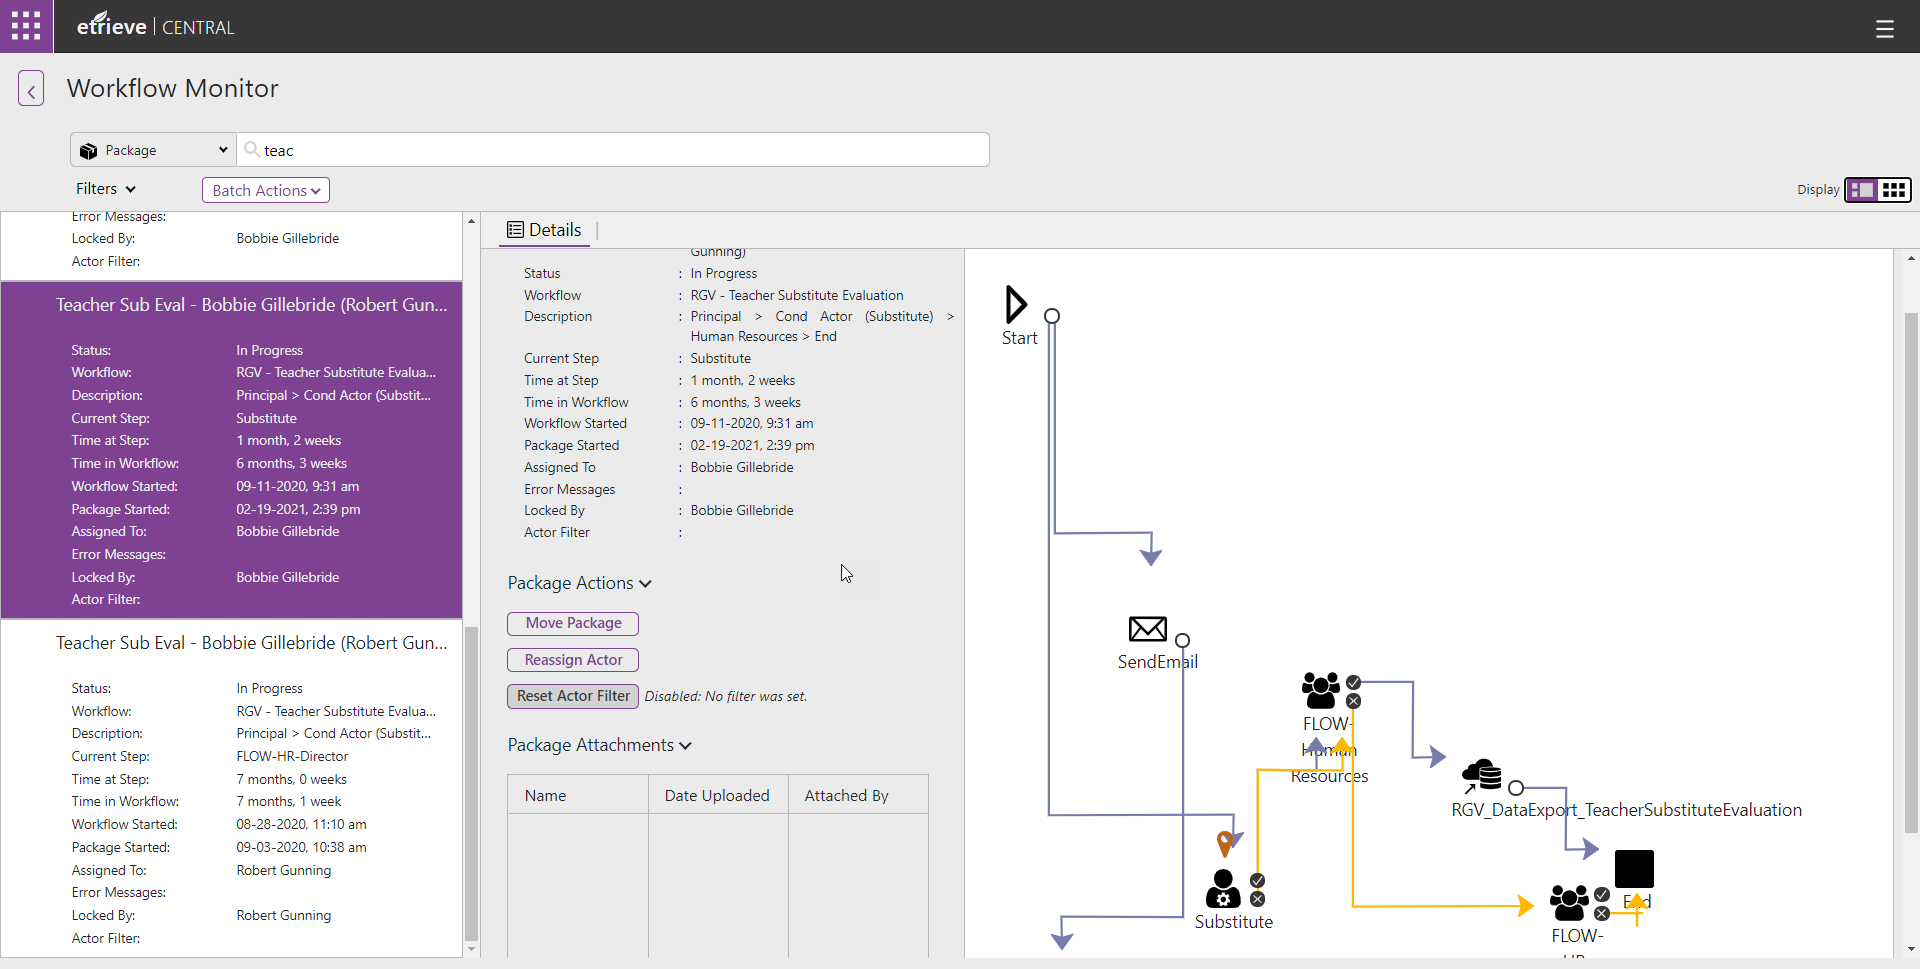 etrieve | CENTRAL
Workflow Monitor
Package
teac
Filters
Batch Actions
Display
Error Messages:
Locked By: Bobbie Gillebride
Actor Filter:
Teacher Sub Eval - Bobbie Gillebride (Robert Gun...
Status: In Progress
Workflow: RGV - Teacher Substitute Evalua...
Description: Principal > Cond Actor (Substit...
Current Step: Substitute
Time at Step: 1 month, 2 weeks
Time in Workflow: 6 months, 3 weeks
Workflow Started: 09-11-2020, 9:31 am
Package Started: 02-19-2021, 2:39 pm
Assigned To: Bobbie Gillebride
Error Messages:
Locked By: Bobbie Gillebride
Actor Filter:
Teacher Sub Eval - Bobbie Gillebride (Robert Gun...
Status: In Progress
Workflow: RGV - Teacher Substitute Evalua...
Description: Principal > Cond Actor (Substit...
Current Step: FLOW-HR-Director
Time at Step: 7 months, 0 weeks
Time in Workflow: 7 months, 1 week
Workflow Started: 08-28-2020, 11:10 am
Package Started: 09-03-2020, 10:38 am
Assigned To: Robert Gunning
Error Messages:
Locked By: Robert Gunning
Actor Filter:
Details
Gunning)
Status : In Progress
Workflow : RGV - Teacher Substitute Evaluation
Description : Principal > Cond Actor (Substitute) >
Human Resources > End
Current Step : Substitute
Time at Step : 1 month, 2 weeks
Time in Workflow : 6 months, 3 weeks
Workflow Started : 09-11-2020, 9:31 am
Package Started : 02-19-2021, 2:39 pm
Assigned To : Bobbie Gillebride
Error Messages :
Locked By : Bobbie Gillebride
Actor Filter :
Package Actions
Move Package
Reassign Actor
Reset Actor Filter Disabled: No filter was set.
Package Attachments
Name Date Uploaded Attached By
Start
SendEmail
FLOW-
Human
Resources
RGV_DataExport_TeacherSubstituteEvaluation
Substitute
End
FLOW-
HR-